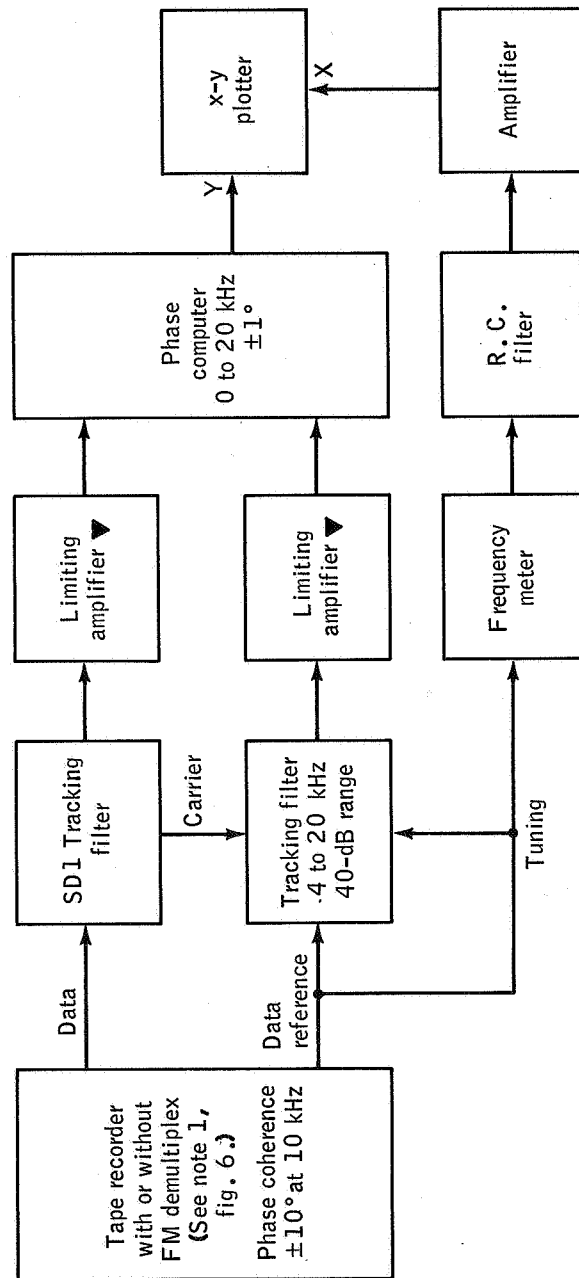 Tape recorder
with or without
FM demultiplex
(See note 1,
fig. 6.)
Phase coherence
±10° at 10 kHz
Data
Data
reference
SD1 Tracking
filter
Carrier
Tracking filter
.4 to 20 kHz
40-dB range
Tuning
Limiting
amplifier ▼
Limiting
amplifier ▼
Frequency
meter
Phase
computer
0 to 20 kHz
±1°
R.C.
filter
Y
x-y
plotter
X
Amplifier